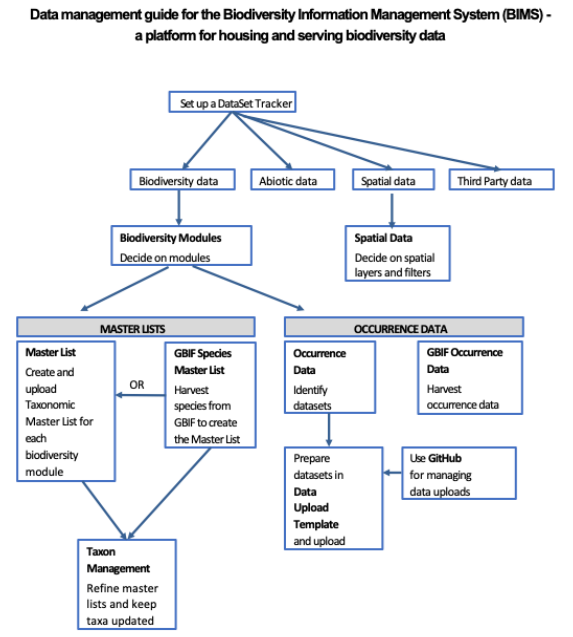 Data management guide for the Biodiversity Information Management System (BIMS) -
a platform for housing and serving biodiversity data
Set up a DataSet Tracker
Biodiversity data
Abiotic data
Spatial data
Third Party data
Biodiversity Modules
Decide on modules
Spatial Data
Decide on spatial
layers and filters
MASTER LISTS
OCCURRENCE DATA
Master List
Create and
upload
Taxonomic
Master List for
each
biodiversity
module
OR
GBIF Species
Master List
Harvest
species from
GBIF to create
the Master List
Occurrence
Data
Identify
datasets
GBIF Occurrence
Data
Harvest
occurrence data
Prepare
datasets in
Data
Upload
Template
and upload
Use GitHub
for managing
data uploads
Taxon
Management
Refine master
lists and keep
taxa updated